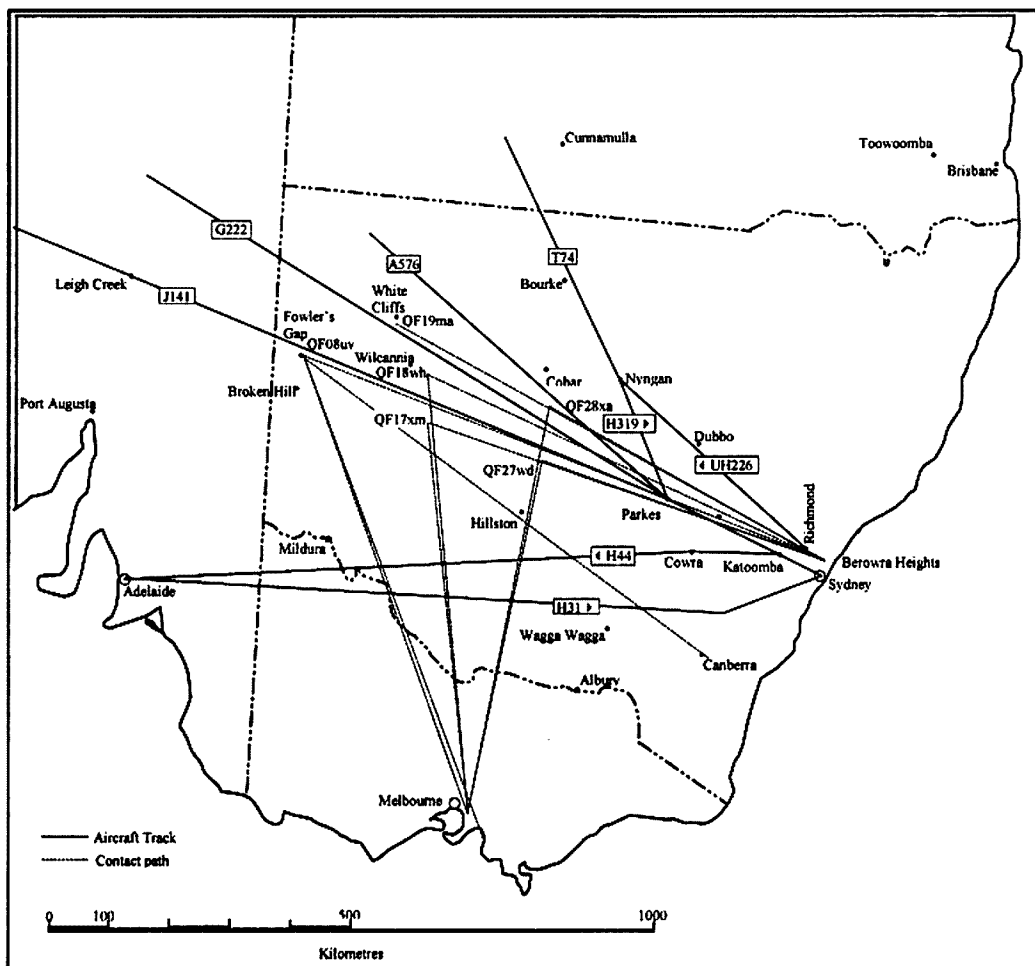 Cunnamulla
Toowoomba
Brisbane
G222
A576
T74
Leigh Creek
J141
White
Cliffs
QF19ma
Bourke
Fowler's
Gap
QF08uv
Wilcannia
QF18wh
Cobar
Nyngan
Broken Hill
Port Augusta
QF17xm
QF28xa
H319
Dubbo
UH226
QF27wd
Hillston
Parkes
Richmond
Mildura
H44
Cowra
Katoomba
Berowra Heights
Sydney
Adelaide
H31
Wagga Wagga
Canberra
Albury
Melbourne
Aircraft Track
Contact path
0 100 500 1000
Kilometres